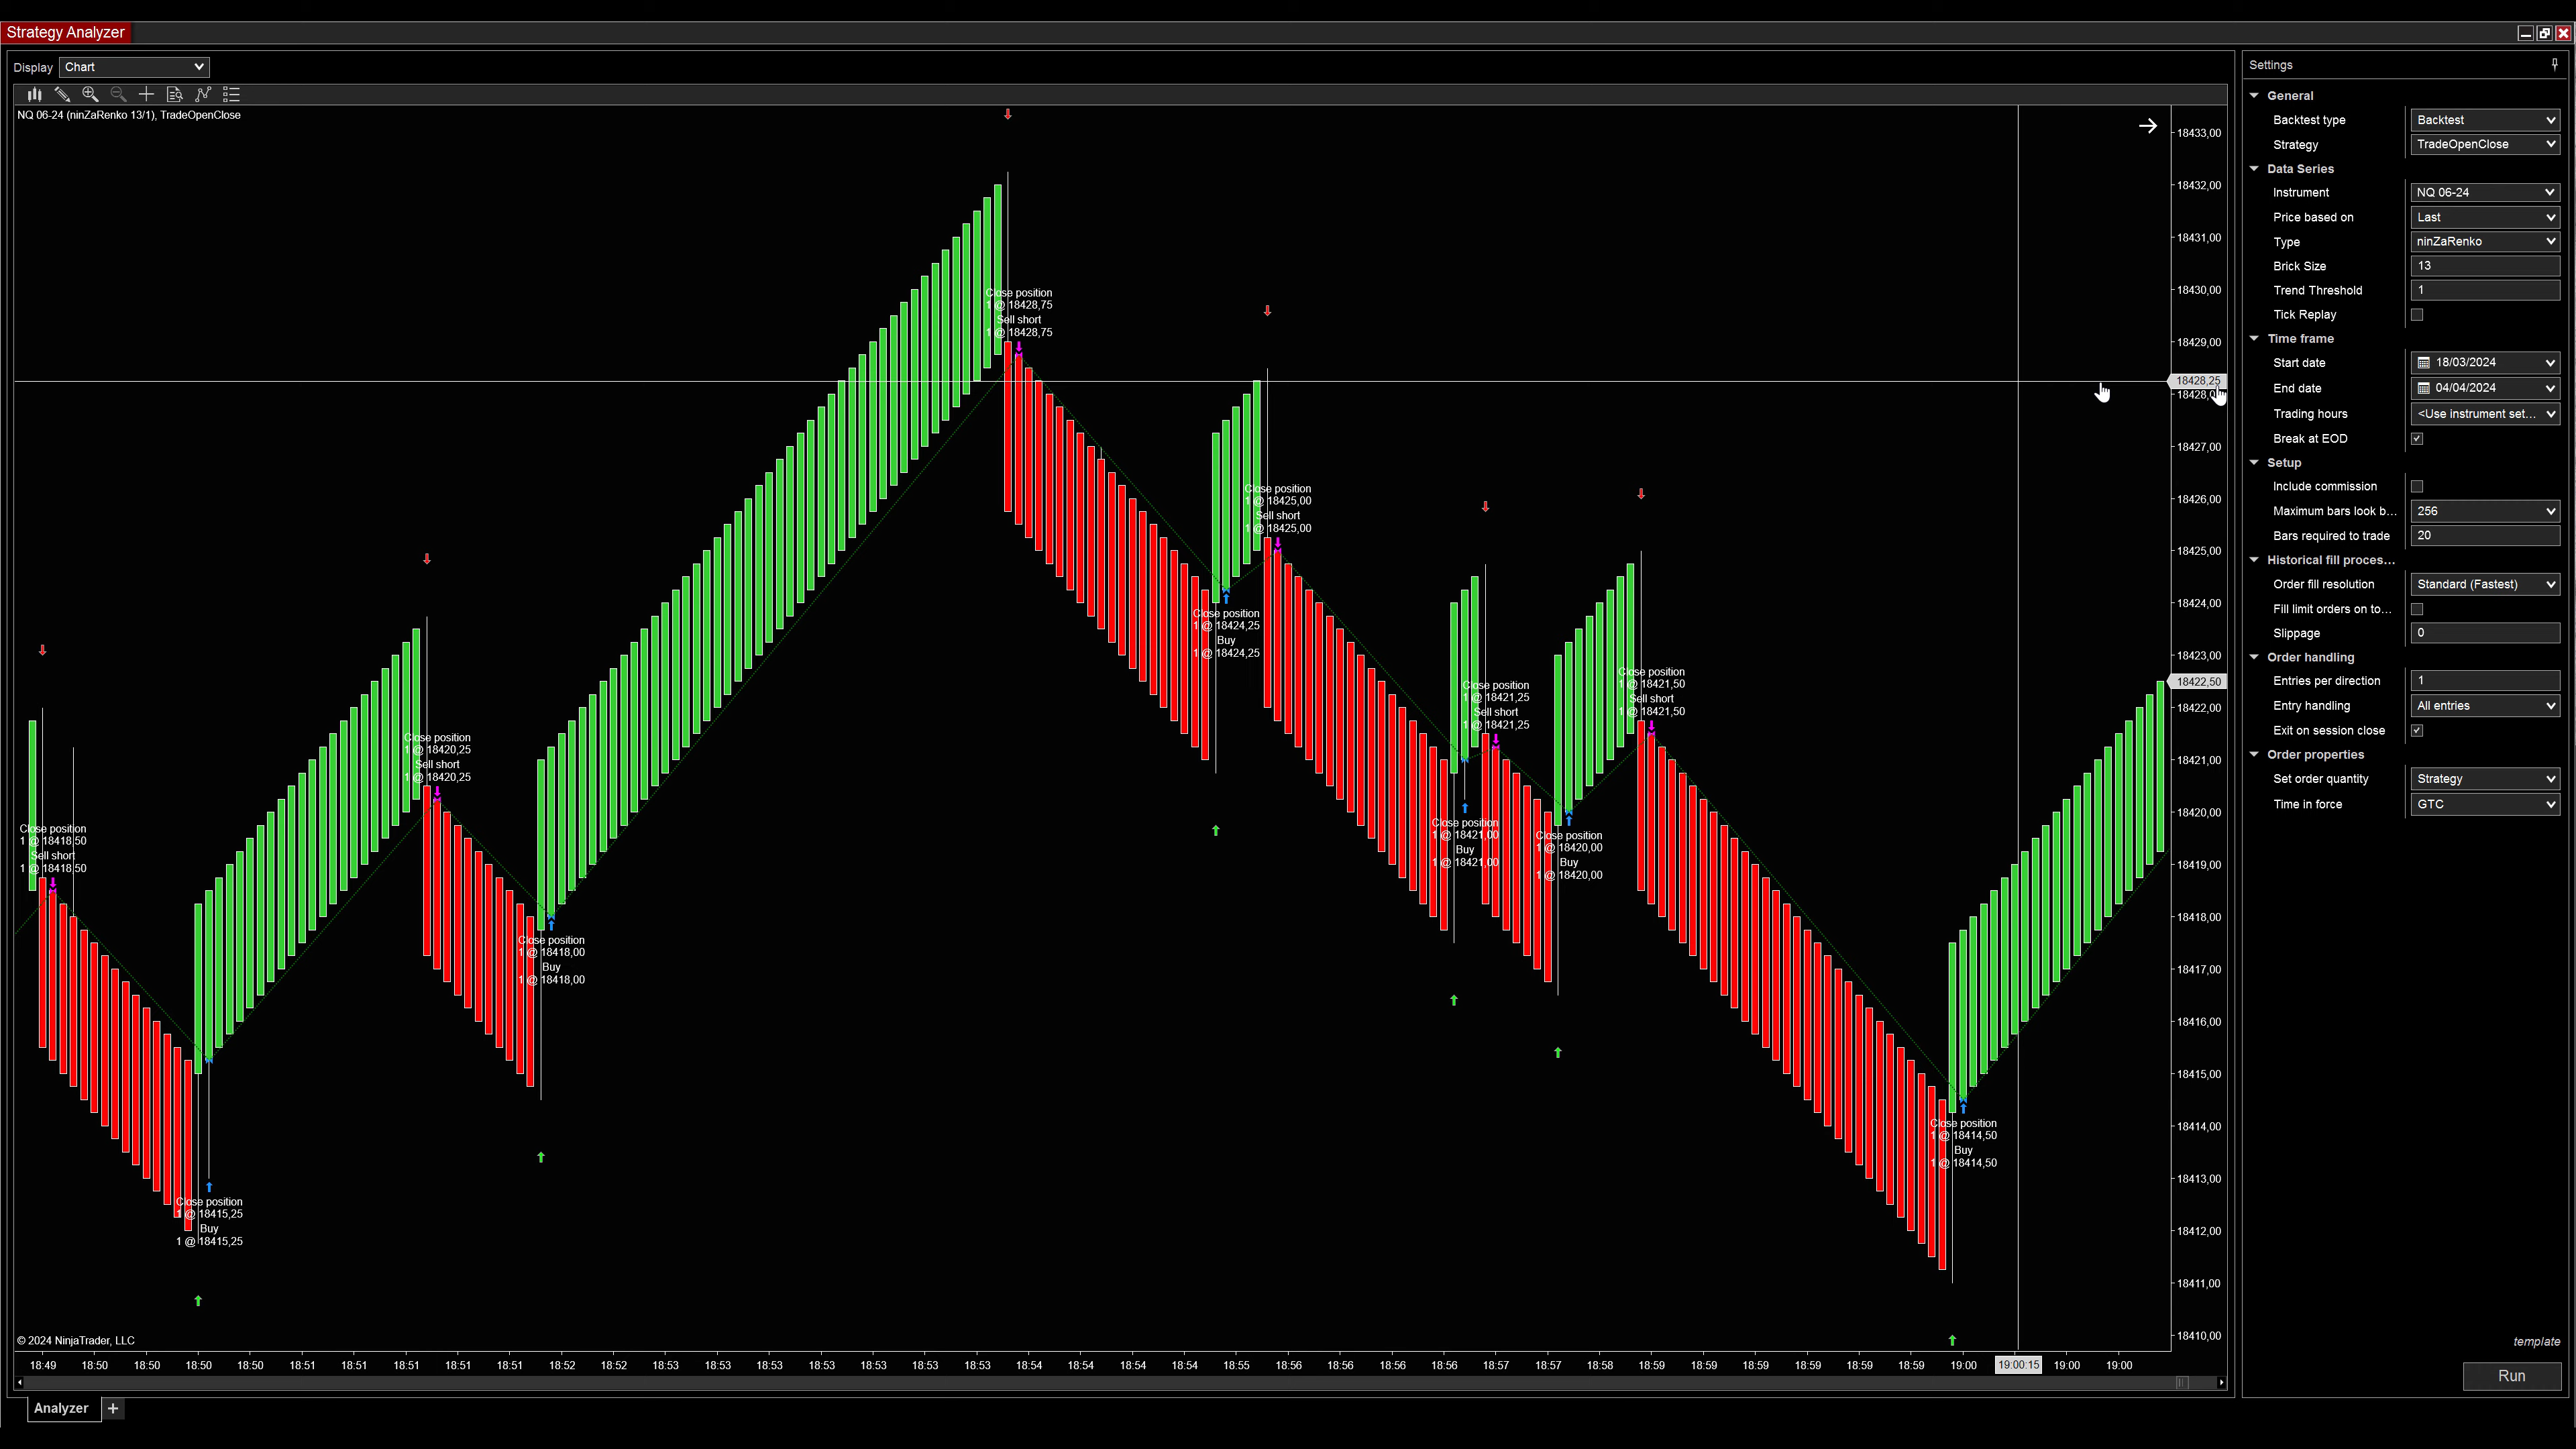 Strategy Analyzer
Display Chart
NQ 06-24 (ninZaRenko 13/1), TradeOpenClose
Close position
1 @ 18418,50
Sell short
1 @ 18418,50
Close position
1 @ 18415,25
Buy
1 @ 18415,25
Close position
1 @ 18420,25
Sell short
1 @ 18420,25
Close position
1 @ 18418,00
Buy
1 @ 18418,00
Close position
1 @ 18428,75
Sell short
1 @ 18428,75
Close position
1 @ 18424,25
Buy
1 @ 18424,25
Close position
1 @ 18425,00
Sell short
1 @ 18425,00
Close position
1 @ 18421,00
Buy
1 @ 18421,00
Close position
1 @ 18421,25
Sell short
1 @ 18421,25
Close position
1 @ 18420,00
Buy
1 @ 18420,00
Close position
1 @ 18421,50
Sell short
1 @ 18421,50
Close position
1 @ 18414,50
Buy
1 @ 18414,50
18433,00
18432,00
18431,00
18430,00
18429,00
18428,25
18427,00
18426,00
18425,00
18424,00
18423,00
18422,50
18422,00
18421,00
18420,00
18419,00
18418,00
18417,00
18416,00
18415,00
18414,00
18413,00
18412,00
18411,00
18410,00
© 2024 NinjaTrader, LLC
18:49 18:50 18:50 18:50 18:50 18:51 18:51 18:51 18:51 18:51 18:52 18:52 18:53 18:53 18:53 18:53 18:53 18:53 18:53 18:54 18:54 18:54 18:54 18:55 18:56 18:56 18:56 18:56 18:57 18:57 18:58 18:59 18:59 18:59 18:59 18:59 18:59 19:00 19:00:15 19:00 19:00
Analyzer +
Settings
General
Backtest type Backtest
Strategy TradeOpenClose
Data Series
Instrument NQ 06-24
Price based on Last
Type ninZaRenko
Brick Size 13
Trend Threshold 1
Tick Replay
Time frame
Start date 18/03/2024
End date 04/04/2024
Trading hours <Use instrument set...
Break at EOD
Setup
Include commission
Maximum bars look b... 256
Bars required to trade 20
Historical fill proces...
Order fill resolution Standard (Fastest)
Fill limit orders on to...
Slippage 0
Order handling
Entries per direction 1
Entry handling All entries
Exit on session close
Order properties
Set order quantity Strategy
Time in force GTC
template
Run